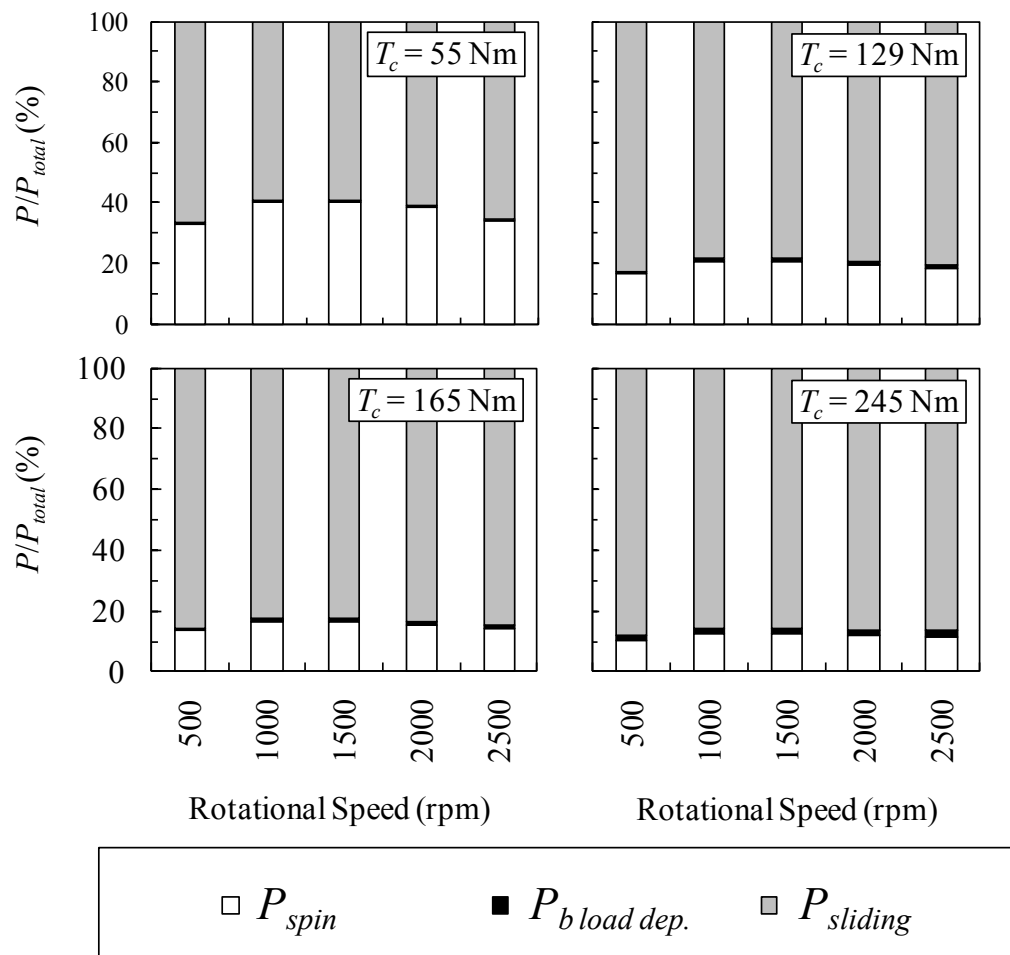 100
80
60
40
20
0
P/P_total (%)
T_c = 55 Nm
T_c = 129 Nm
100
80
60
40
20
0
P/P_total (%)
T_c = 165 Nm
T_c = 245 Nm
500 1000 1500 2000 2500
500 1000 1500 2000 2500
Rotational Speed (rpm)
Rotational Speed (rpm)
P_spin P_b load dep. P_sliding